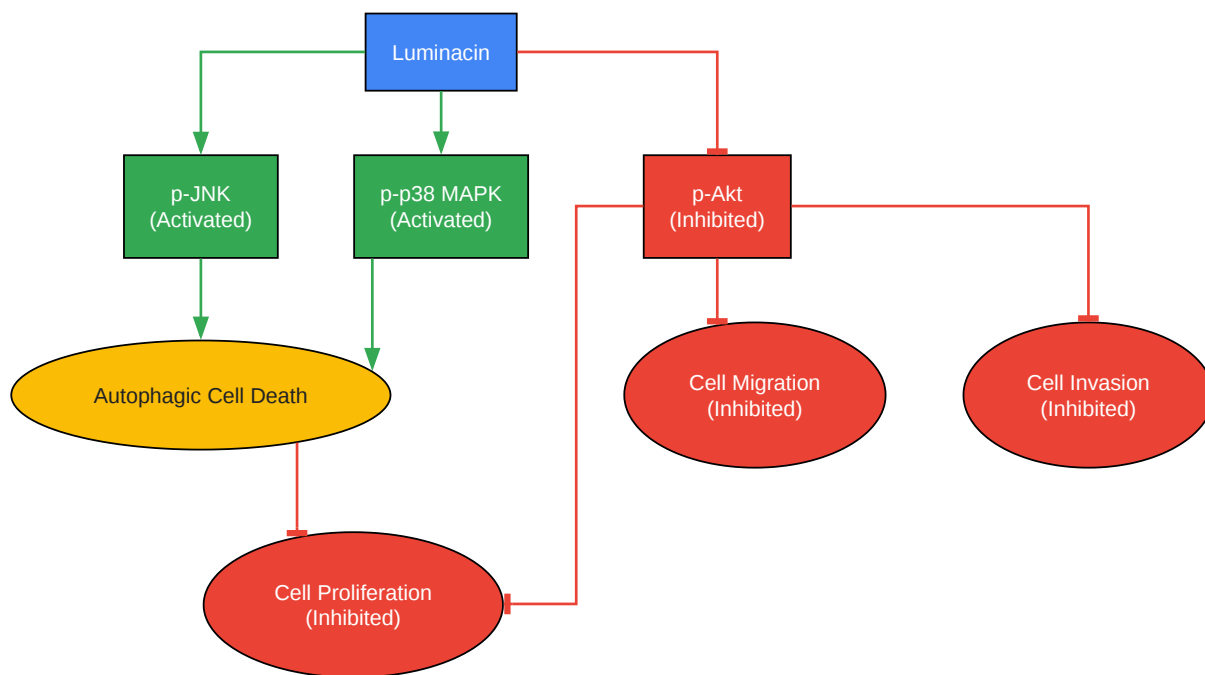 Luminacin
p-JNK
(Activated)
p-p38 MAPK
(Activated)
p-Akt
(Inhibited)
Autophagic Cell Death
Cell Migration
(Inhibited)
Cell Invasion
(Inhibited)
Cell Proliferation
(Inhibited)